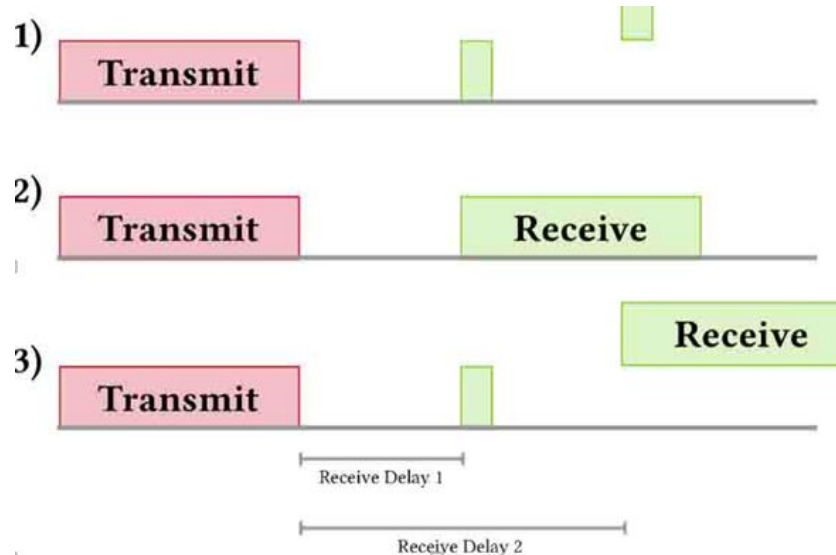 1)
Transmit
2)
Transmit
Receive
Receive
3)
Transmit
Receive Delay 1
Receive Delay 2